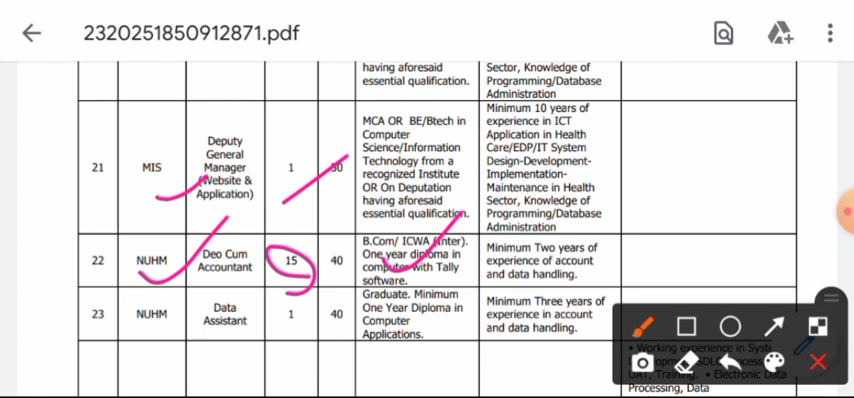 2320251850912871.pdf
having aforesaid
essential qualification.
Sector, Knowledge of
Programming/Database
Administration
21
MIS
Deputy
General
Manager
(Website &
Application)
1
50
MCA OR BE/Btech in
Computer
Science/Information
Technology from a
recognized Institute
OR On Deputation
having aforesaid
essential qualification.
Minimum 10 years of
experience in ICT
Application in Health
Care/EDP/IT System
Design-Development-
Implementation-
Maintenance in Health
Sector, Knowledge of
Programming/Database
Administration
22
NUHM
Deo Cum
Accountant
15
40
B.Com/ ICWA (Inter).
One year diploma in
computer with Tally
software.
Minimum Two years of
experience of account
and data handling.
23
NUHM
Data
Assistant
1
40
Graduate. Minimum
One Year Diploma in
Computer
Applications.
Minimum Three years of
experience in account
and data handling.
• Working experience in
Training. • Electronic Data
Processing, Data